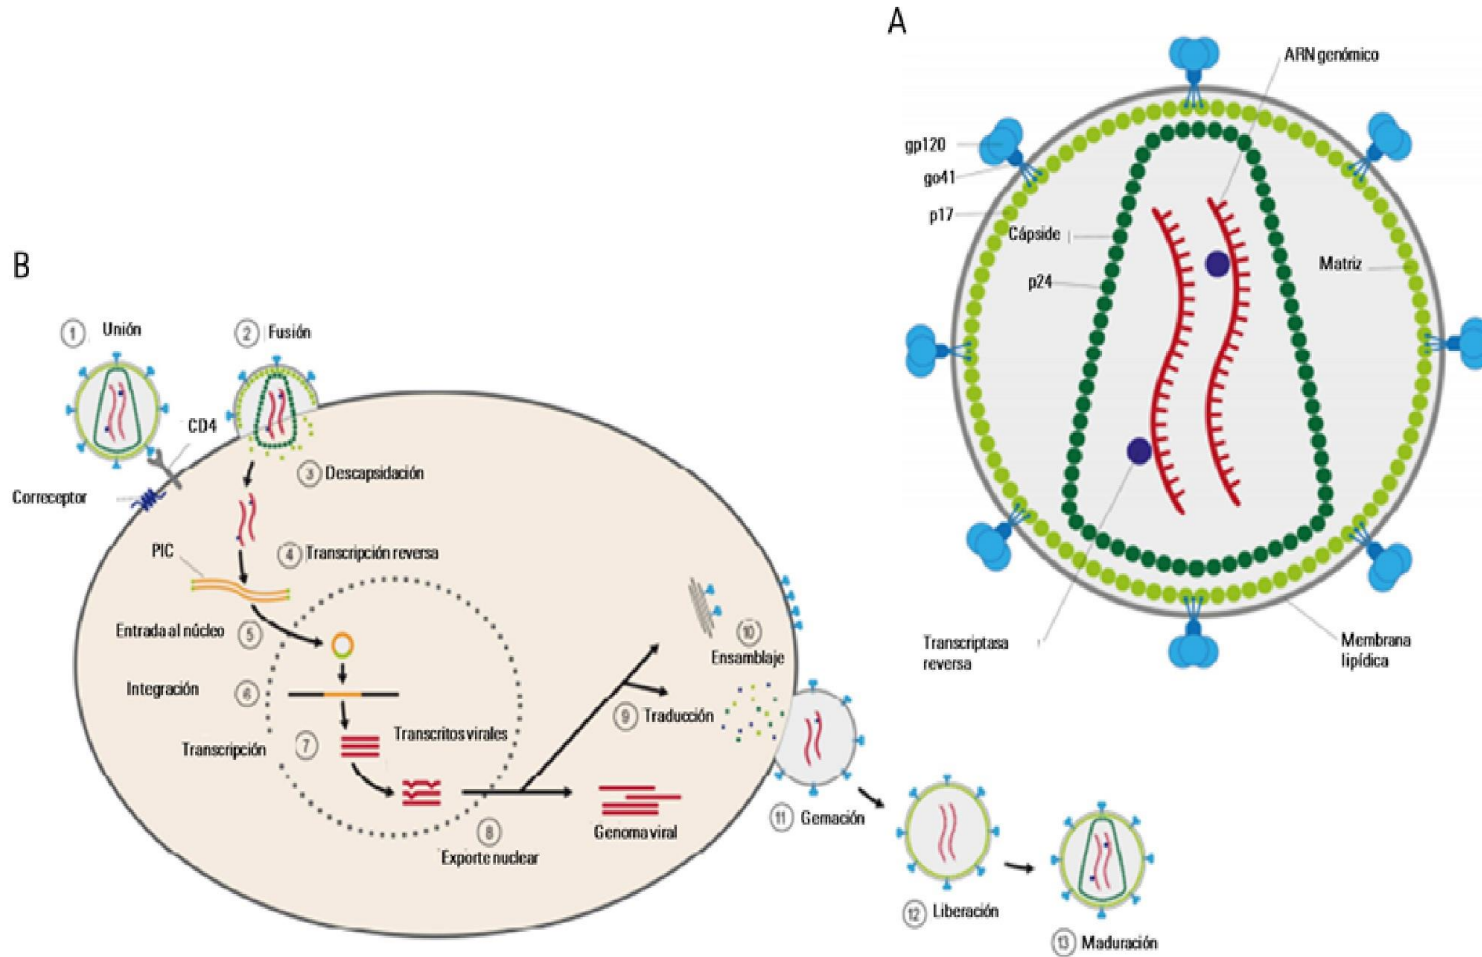 A
ARN genómico
gp120
go41
p17
Cápside
p24
Matriz
Transcriptasa
reversa
Membrana
lipídica
B
1 Unión
2 Fusión
CD4
Correceptor
3 Descapsidación
PIC
4 Transcripción reversa
Entrada al núcleo 5
Integración 6
Transcripción 7
Transcritos virales
8
Exporte nuclear
Genoma viral
9 Traducción
10
Ensamblaje
11 Gemación
12 Liberación
13 Maduración